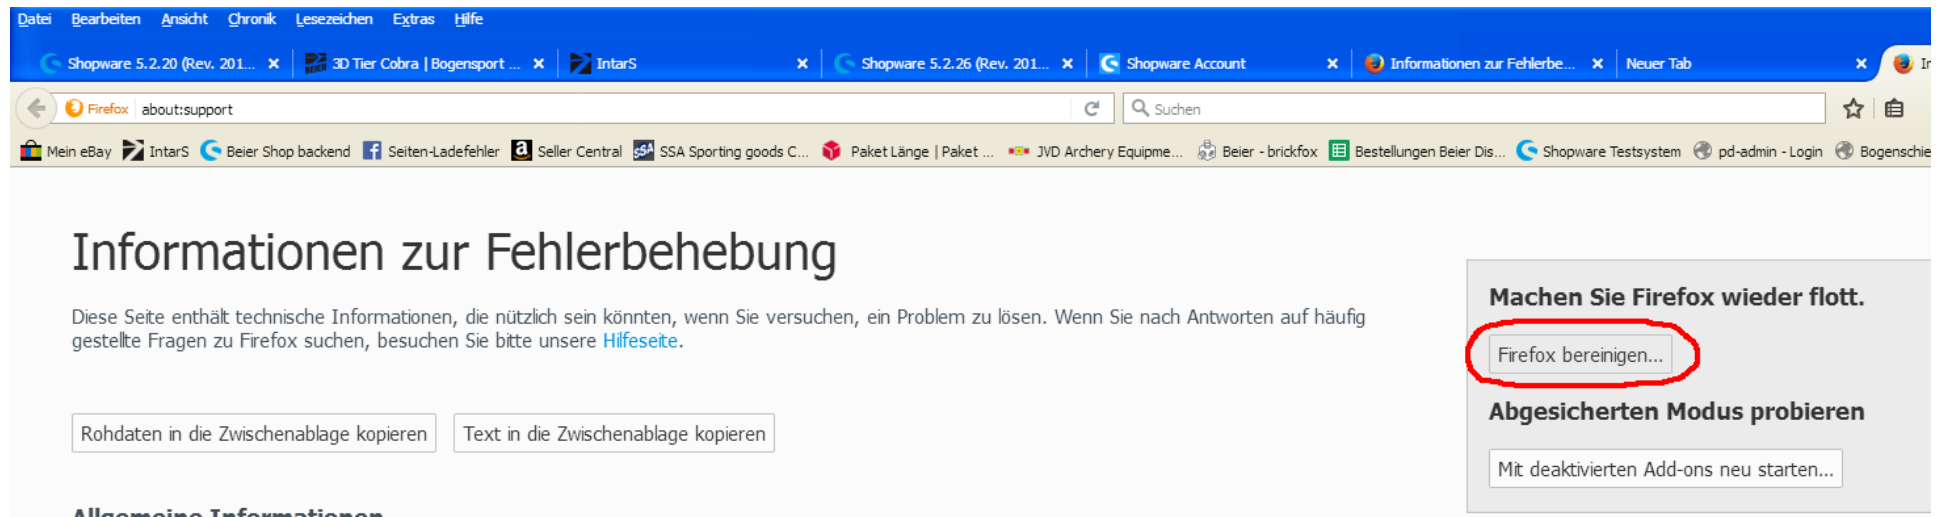 Datei Bearbeiten Ansicht Chronik Lesezeichen Extras Hilfe
Shopware 5.2.20 (Rev. 201... 3D Tier Cobra | Bogensport ... IntarS Shopware 5.2.26 (Rev. 201... Shopware Account Informationen zur Fehlerbe... Neuer Tab
Firefox about:support Suchen
Mein eBay IntarS Beier Shop backend Seiten-Ladefehler Seller Central SSA Sporting goods C... Paket Länge | Paket ... JVD Archery Equipme... Beier - brickfox Bestellungen Beier Dis... Shopware Testsystem pd-admin - Login Bogenschie
Informationen zur Fehlerbehebung
Diese Seite enthält technische Informationen, die nützlich sein könnten, wenn Sie versuchen, ein Problem zu lösen. Wenn Sie nach Antworten auf häufig
gestellte Fragen zu Firefox suchen, besuchen Sie bitte unsere Hilfeseite.
Rohdaten in die Zwischenablage kopieren Text in die Zwischenablage kopieren
Machen Sie Firefox wieder flott.
Firefox bereinigen...
Abgesicherten Modus probieren
Mit deaktivierten Add-ons neu starten...
Allgemeine Informationen